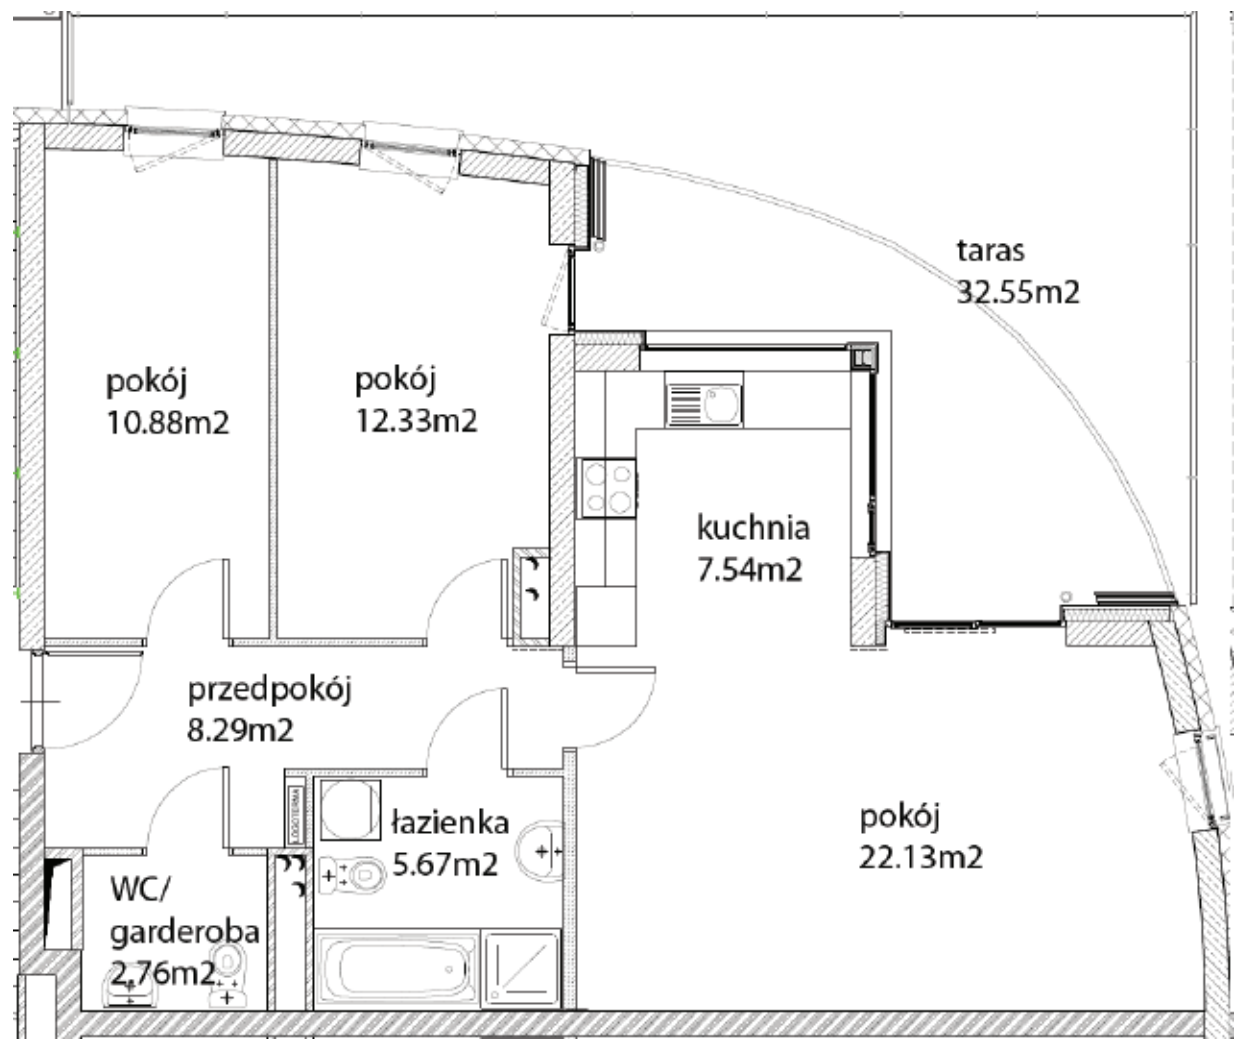 taras
32.55m2
pokój
10.88m2
pokój
12.33m2
kuchnia
7.54m2
przedpokój
8.29m2
LOGOTERMA
łazienka
5.67m2
pokój
22.13m2
WC/
garderoba
2.76m2